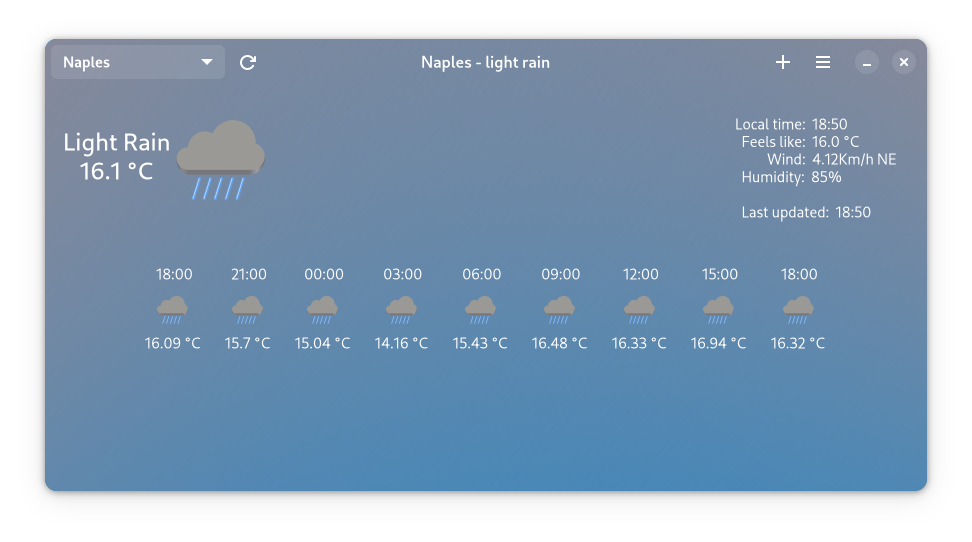 Naples
Naples - light rain
Light Rain
16.1 °C
Local time: 18:50
Feels like: 16.0 °C
Wind: 4.12Km/h NE
Humidity: 85%
Last updated: 18:50
18:00 21:00 00:00 03:00 06:00 09:00 12:00 15:00 18:00
16.09 °C 15.7 °C 15.04 °C 14.16 °C 15.43 °C 16.48 °C 16.33 °C 16.94 °C 16.32 °C